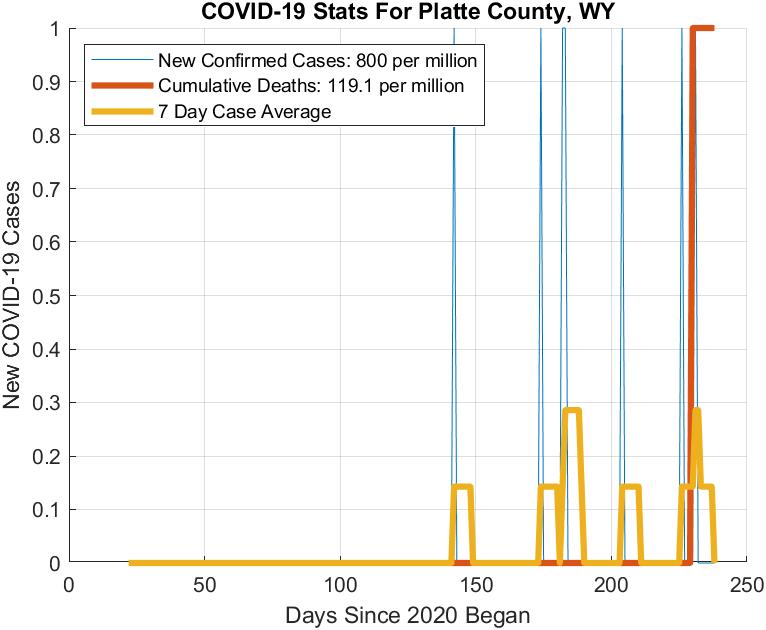 COVID-19 Stats For Platte County, WY
New Confirmed Cases: 800 per million
Cumulative Deaths: 119.1 per million
7 Day Case Average
New COVID-19 Cases
1
0.9
0.8
0.7
0.6
0.5
0.4
0.3
0.2
0.1
0
0 50 100 150 200 250
Days Since 2020 Began